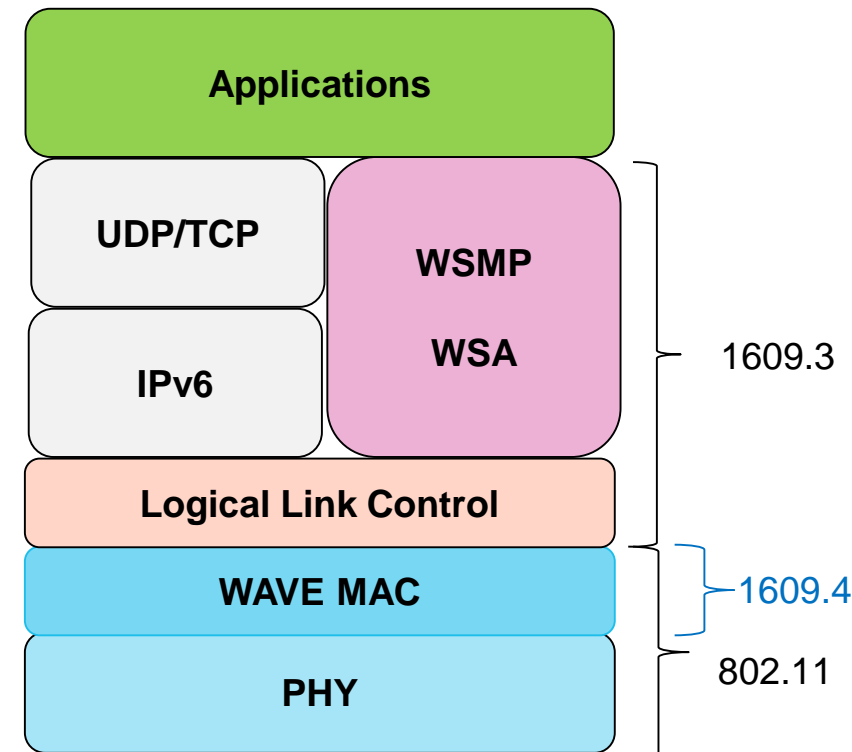 Applications
UDP/TCP
WSMP
WSA
IPv6
1609.3
Logical Link Control
WAVE MAC
1609.4
802.11
PHY